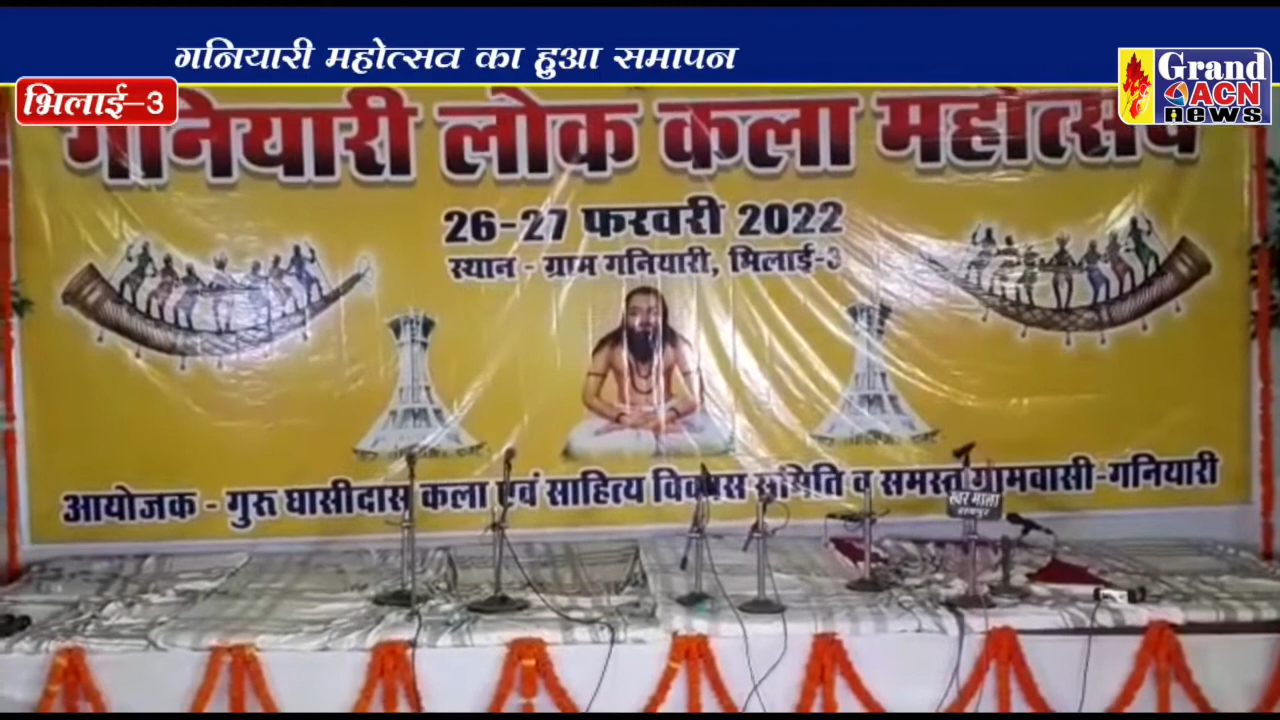 गनियारी महोत्सव का हुआ समापन
भिलाई-3
Grand
ACN
news
गनियारी लोक कला महोत्सव
26-27 फरवरी 2022
स्थान - ग्राम गनियारी, भिलाई-3
आयोजक - गुरु घासीदास कला एवं साहित्य विकास समिति व समस्त ग्रामवासी-गनियारी
स्वर माला